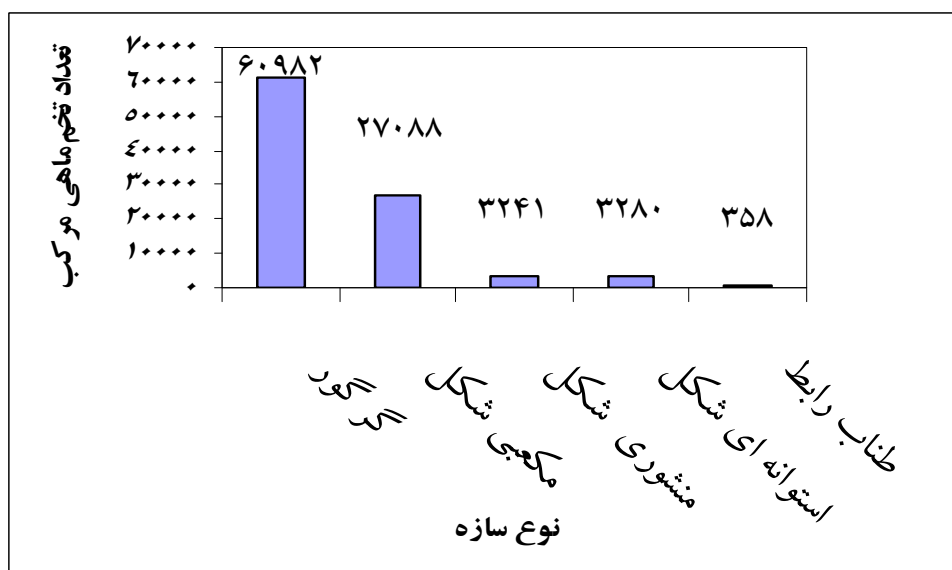 تعداد تخم ماهی مرکب
۷۰۰۰۰
۶۰۰۰۰
۵۰۰۰۰
۴۰۰۰۰
۳۰۰۰۰
۲۰۰۰۰
۱۰۰۰۰
۰
۶۰۹۸۲
۲۷۰۸۸
۳۲۴۱
۳۲۸۰
۳۵۸
گرگور
مکعبی شکل
منشوری شکل
استوانه ای شکل
طناب رابط
نوع سازه